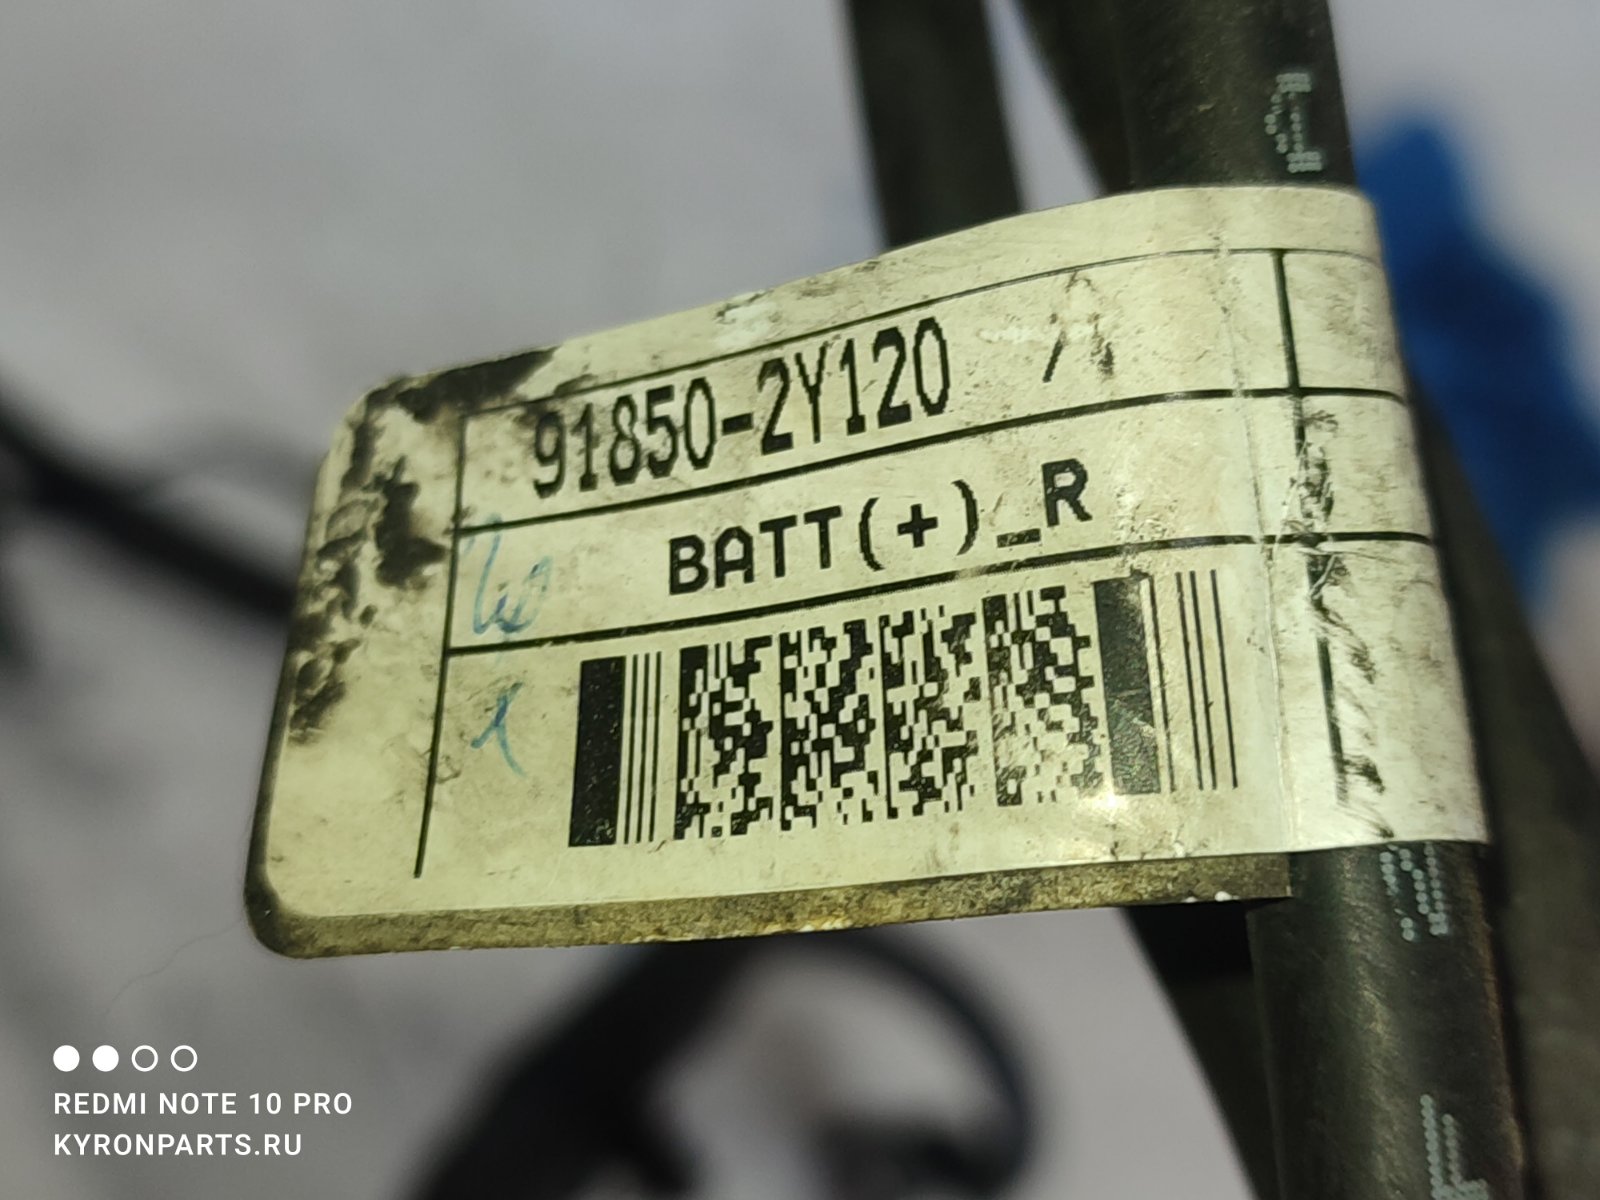 91850-2Y120
BATT(+)_R
REDMI NOTE 10 PRO
KYRONPARTS.RU